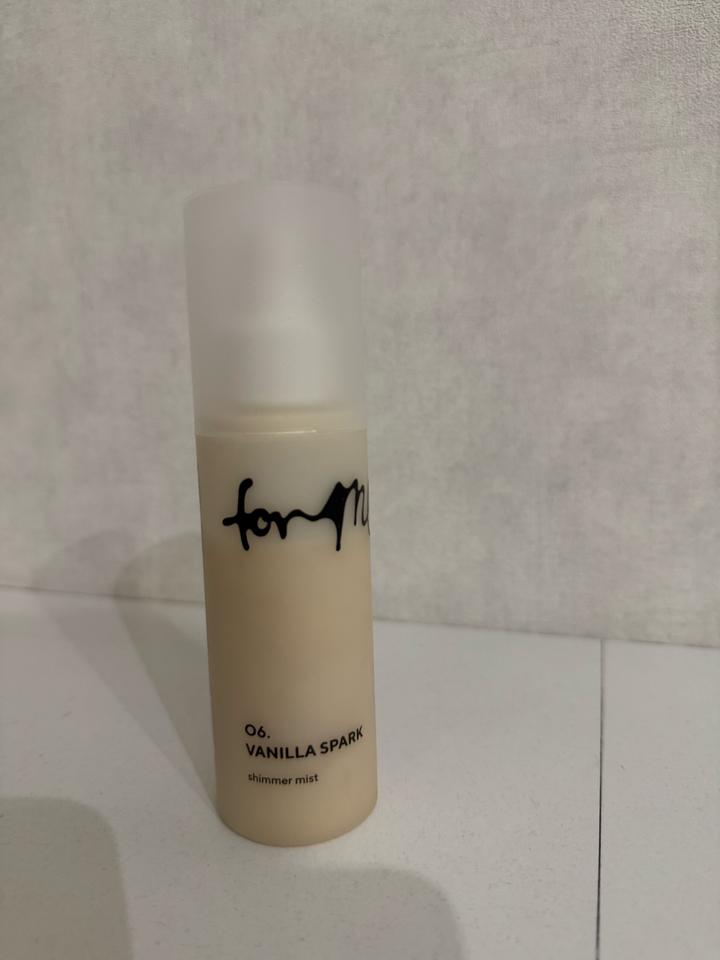 for M
06.
VANILLA SPARK
shimmer mist